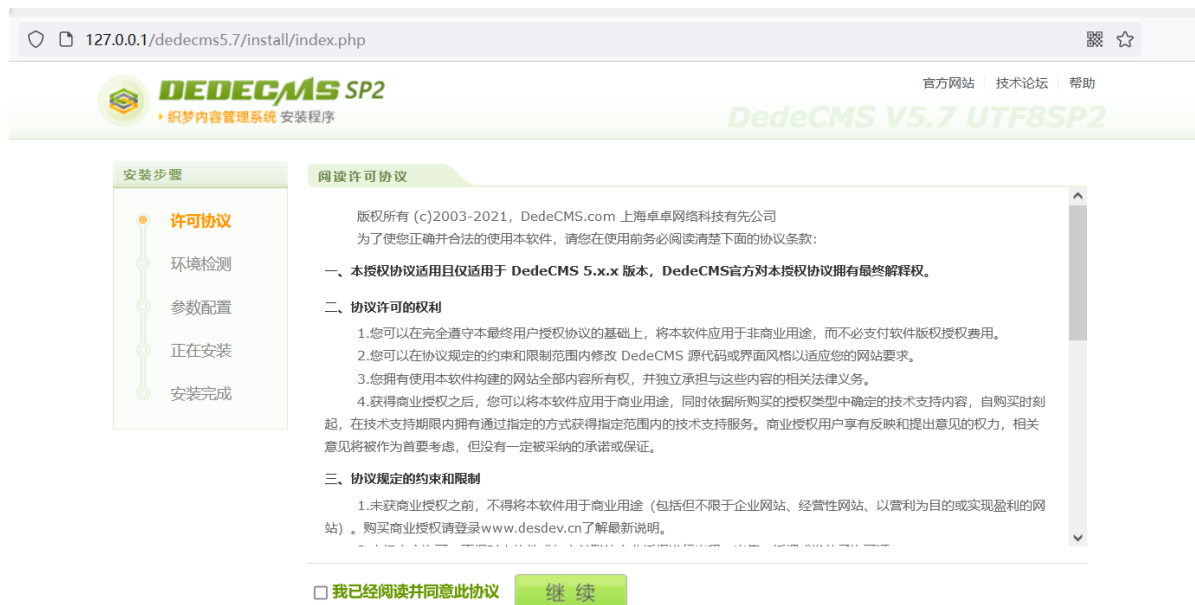 127.0.0.1/dedecms5.7/install/index.php
DEDECMS SP2
织梦内容管理系统 安装程序
官方网站 技术论坛 帮助
DedeCMS V5.7 UTF8SP2
安装步骤
许可协议
环境检测
参数配置
正在安装
安装完成
阅读许可协议
版权所有 (c)2003-2021，DedeCMS.com 上海卓卓网络科技有先公司
为了使您正确并合法的使用本软件，请您在使用前务必阅读清楚下面的协议条款：
一、本授权协议适用且仅适用于 DedeCMS 5.x.x 版本，DedeCMS官方对本授权协议拥有最终解释权。
二、协议许可的权利
1.您可以在完全遵守本最终用户授权协议的基础上，将本软件应用于非商业用途，而不必支付软件版权授权费用。
2.您可以在协议规定的约束和限制范围内修改 DedeCMS 源代码或界面风格以适应您的网站要求。
3.您拥有使用本软件构建的网站全部内容所有权，并独立承担与这些内容的相关法律义务。
4.获得商业授权之后，您可以将本软件应用于商业用途，同时依据所购买的授权类型中确定的技术支持内容，自购买时刻
起，在技术支持期限内拥有通过指定的方式获得指定范围内的技术支持服务。商业授权用户享有反映和提出意见的权力，相关
意见将被作为首要考虑，但没有一定被采纳的承诺或保证。
三、协议规定的约束和限制
1.未获商业授权之前，不得将本软件用于商业用途（包括但不限于企业网站、经营性网站、以营利为目的或实现盈利的网
站）。购买商业授权请登录www.desdev.cn了解最新说明。
我已经阅读并同意此协议
继 续